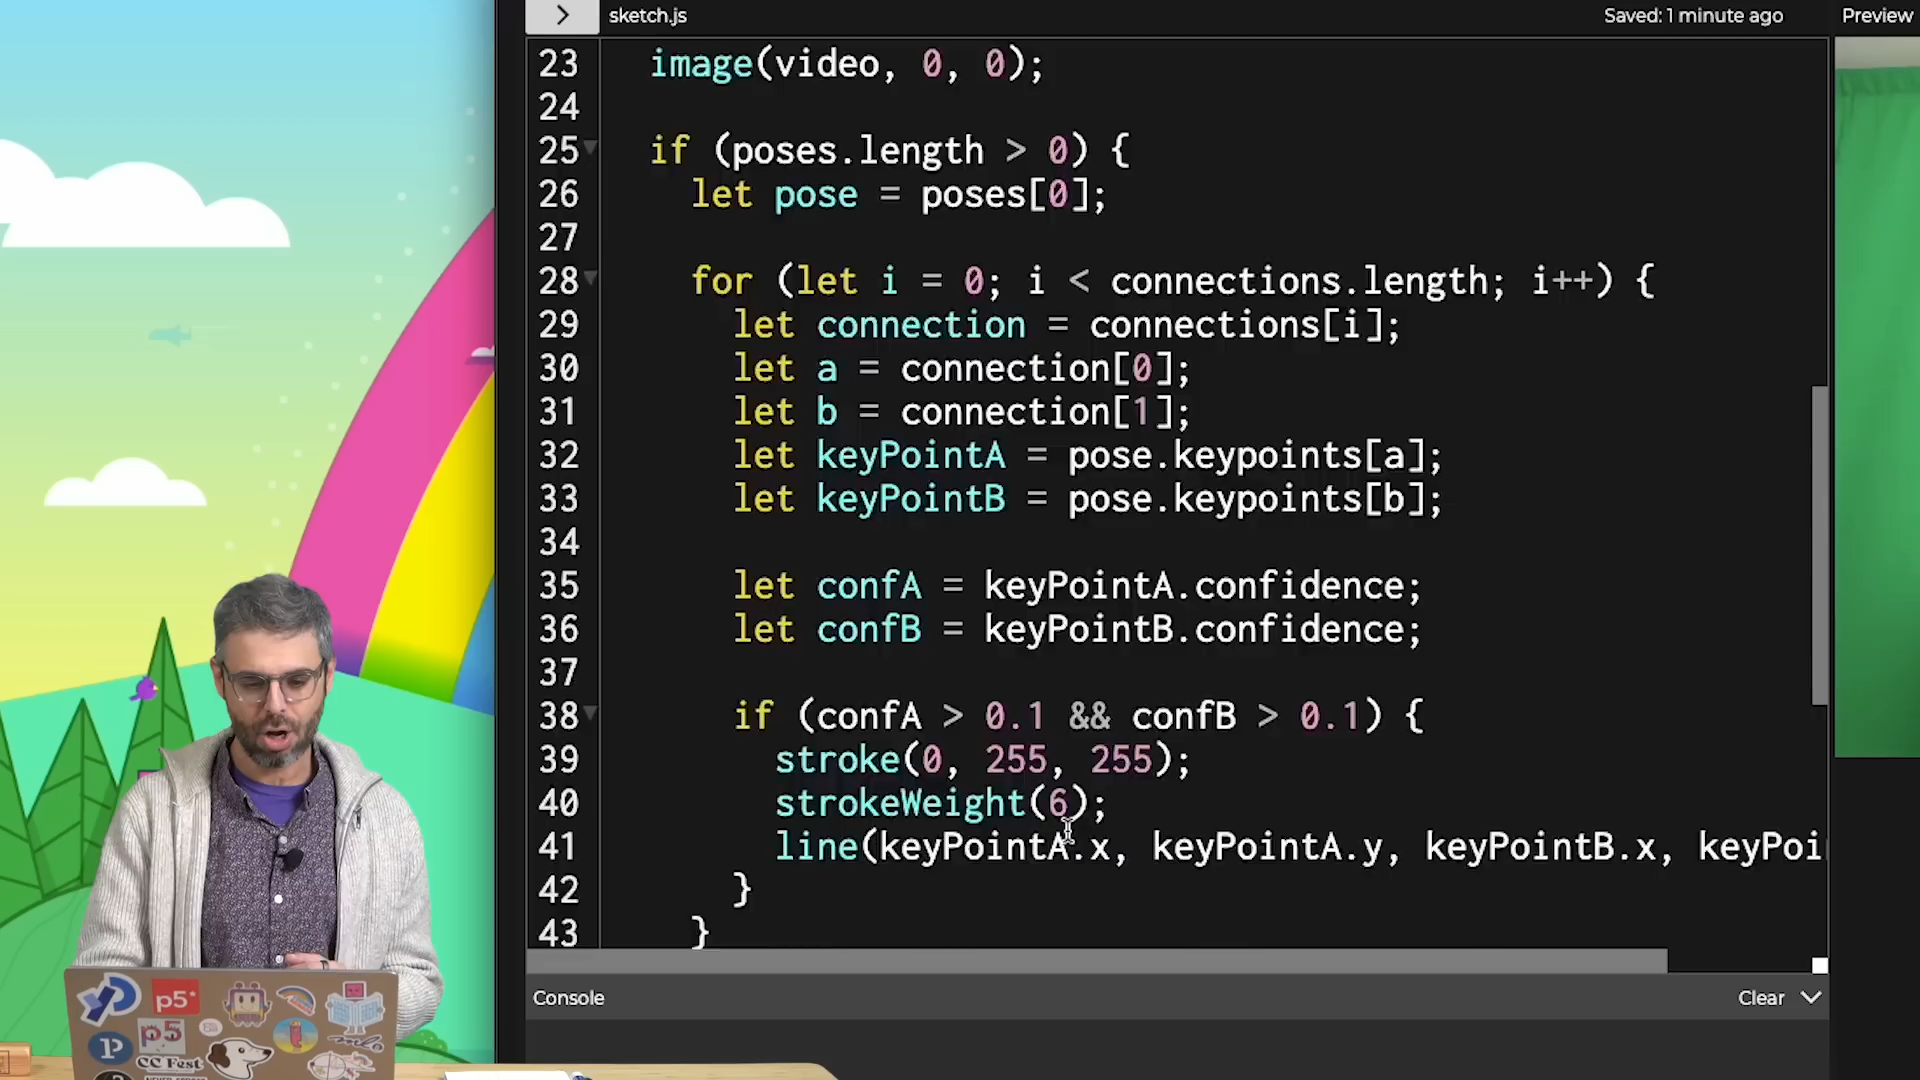 sketch.js
Saved: 1 minute ago
Preview
23 image(video, 0, 0);
24
25 if (poses.length > 0) {
26 let pose = poses[0];
27
28 for (let i = 0; i < connections.length; i++) {
29 let connection = connections[i];
30 let a = connection[0];
31 let b = connection[1];
32 let keyPointA = pose.keypoints[a];
33 let keyPointB = pose.keypoints[b];
34
35 let confA = keyPointA.confidence;
36 let confB = keyPointB.confidence;
37
38 if (confA > 0.1 && confB > 0.1) {
39 stroke(0, 255, 255);
40 strokeWeight(6);
41 line(keyPointA.x, keyPointA.y, keyPointB.x, keyPoi
42 }
43 }
Console
Clear
p5*
p5
CC Fest